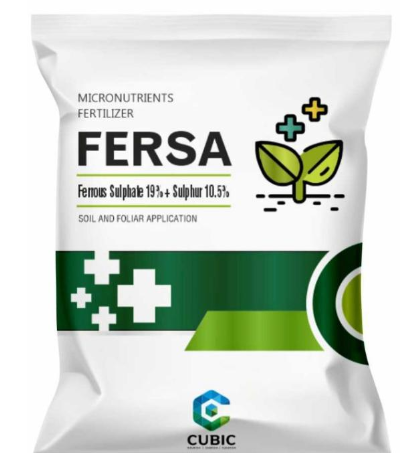 MICRONUTRIENTS
FERTILIZER
FERSA
Ferrous Sulphate 19% + Sulphur 10.5%
SOIL AND FOLIAR APPLICATION
CUBIC